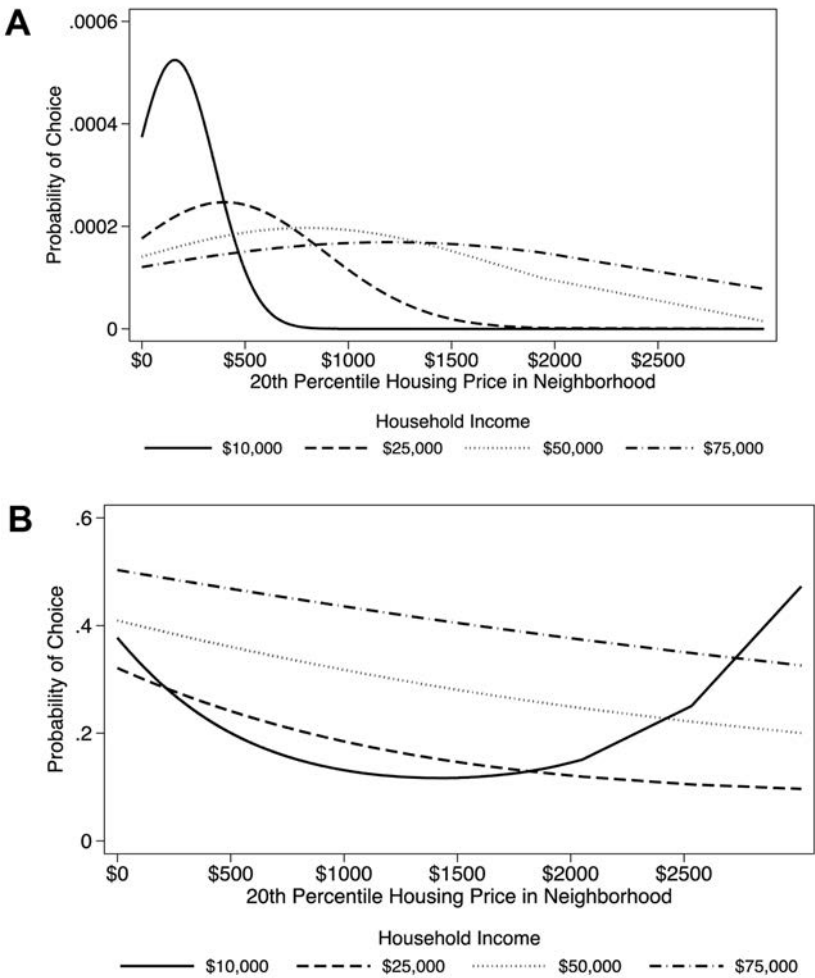 A
.0006
.0004
.0002
0
Probability of Choice
$0 $500 $1000 $1500 $2000 $2500
20th Percentile Housing Price in Neighborhood
Household Income
$10,000 $25,000 $50,000 $75,000
B
.6
.4
.2
0
Probability of Choice
$0 $500 $1000 $1500 $2000 $2500
20th Percentile Housing Price in Neighborhood
Household Income
$10,000 $25,000 $50,000 $75,000